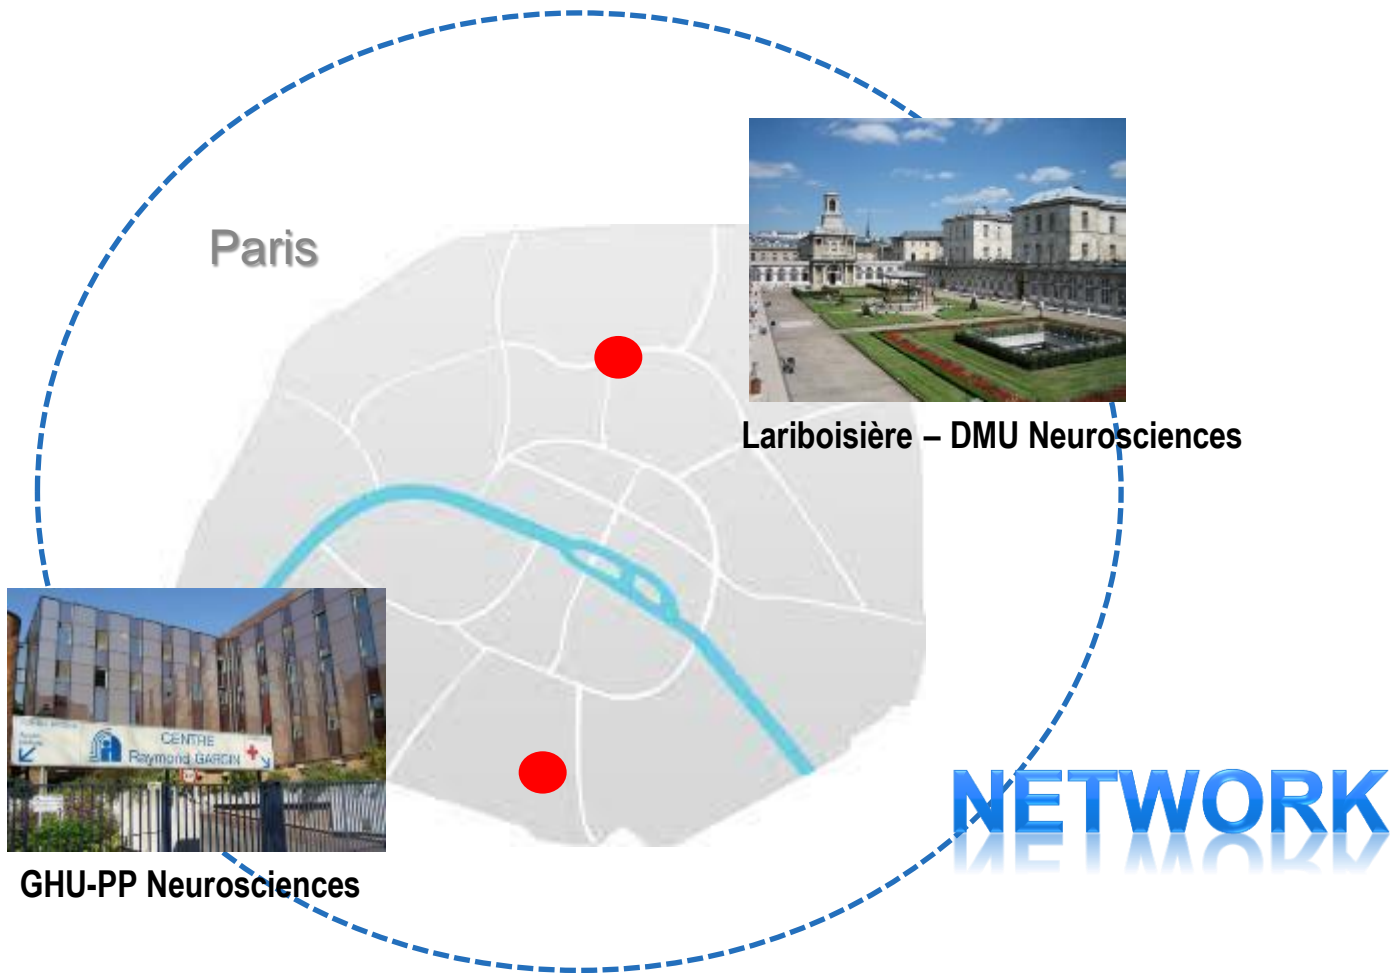 Paris
Lariboisière – DMU Neurosciences
CENTRE
Raymond GARCIN
GHU-PP Neurosciences
NETWORK